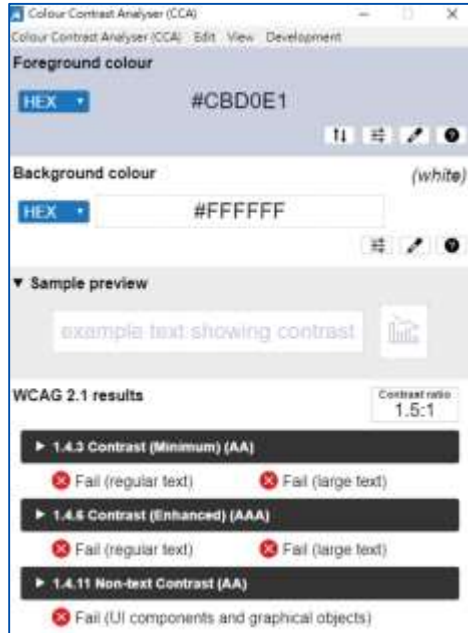 Colour Contrast Analyser (CCA)
Colour Contrast Analyser (CCA) Edit View Development
Foreground colour
HEX #CBD0E1
Background colour (white)
HEX #FFFFFF
▼ Sample preview
example text showing contrast
WCAG 2.1 results
Contrast ratio
1.5:1
▶ 1.4.3 Contrast (Minimum) (AA)
Fail (regular text) Fail (large text)
▶ 1.4.6 Contrast (Enhanced) (AAA)
Fail (regular text) Fail (large text)
▶ 1.4.11 Non-text Contrast (AA)
Fail (UI components and graphical objects)